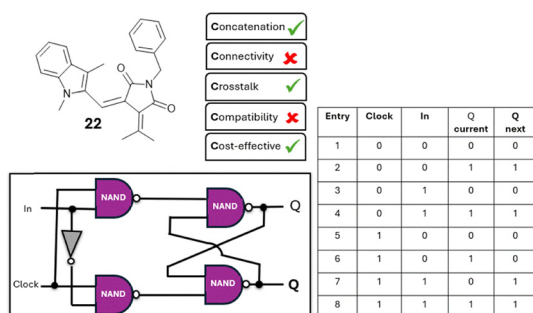 Concatenation
Connectivity
Crosstalk
Compatibility
Cost-effective
O
N
N
O
22
Entry Clock In Q current Q next
1 0 0 0 0
2 0 0 1 1
3 0 1 0 0
4 0 1 1 1
5 1 0 0 0
6 1 0 1 0
7 1 1 0 1
8 1 1 1 1
In
NAND
NAND
Q
Clock
NAND
NAND
Q